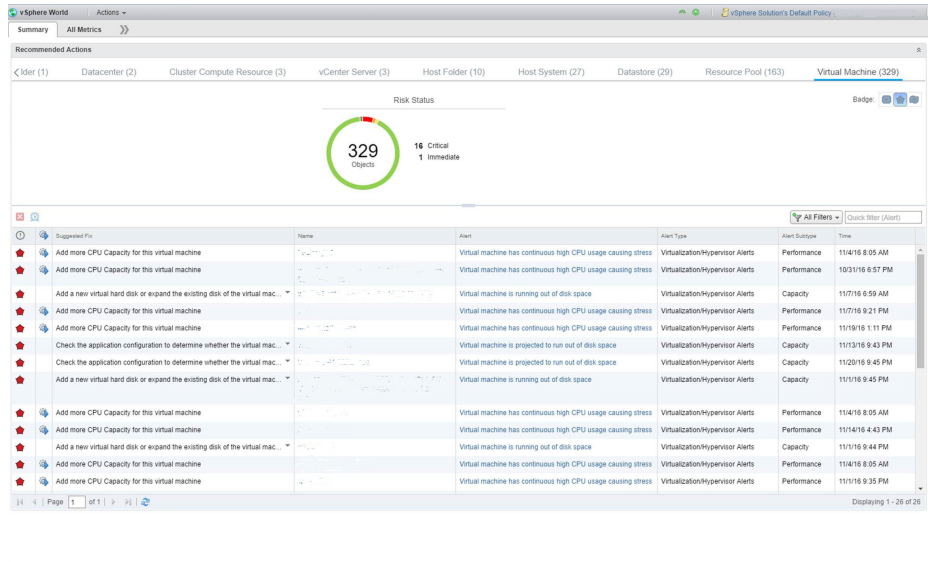 vSphere World Actions vSphere Solution's Default Policy
Summary All Metrics
Recommended Actions
lder (1) Datacenter (2) Cluster Compute Resource (3) vCenter Server (3) Host Folder (10) Host System (27) Datastore (29) Resource Pool (163) Virtual Machine (329)
Risk Status Badge:
329
Objects
16 Critical
1 Immediate
All Filters Quick filter (Alert)
Suggested Fix Name Alert Alert Type Alert Subtype Time
Add more CPU Capacity for this virtual machine Virtual machine has continuous high CPU usage causing stress Virtualization/Hypervisor Alerts Performance 11/4/16 8:05 AM
Add more CPU Capacity for this virtual machine Virtual machine has continuous high CPU usage causing stress Virtualization/Hypervisor Alerts Performance 10/31/16 6:57 PM
Add a new virtual hard disk or expand the existing disk of the virtual mac... Virtual machine is running out of disk space Virtualization/Hypervisor Alerts Capacity 11/7/16 6:59 AM
Add more CPU Capacity for this virtual machine Virtual machine has continuous high CPU usage causing stress Virtualization/Hypervisor Alerts Performance 11/7/16 9:21 PM
Add more CPU Capacity for this virtual machine Virtual machine has continuous high CPU usage causing stress Virtualization/Hypervisor Alerts Performance 11/19/16 1:11 PM
Check the application configuration to determine whether the virtual mac... Virtual machine is projected to run out of disk space Virtualization/Hypervisor Alerts Capacity 11/13/16 9:43 PM
Check the application configuration to determine whether the virtual mac... Virtual machine is projected to run out of disk space Virtualization/Hypervisor Alerts Capacity 11/20/16 9:45 PM
Add a new virtual hard disk or expand the existing disk of the virtual mac... Virtual machine is running out of disk space Virtualization/Hypervisor Alerts Capacity 11/1/16 9:45 PM
Add more CPU Capacity for this virtual machine Virtual machine has continuous high CPU usage causing stress Virtualization/Hypervisor Alerts Performance 11/4/16 8:05 AM
Add more CPU Capacity for this virtual machine Virtual machine has continuous high CPU usage causing stress Virtualization/Hypervisor Alerts Performance 11/14/16 4:43 PM
Add a new virtual hard disk or expand the existing disk of the virtual mac... Virtual machine is running out of disk space Virtualization/Hypervisor Alerts Capacity 11/1/16 9:44 PM
Add more CPU Capacity for this virtual machine Virtual machine has continuous high CPU usage causing stress Virtualization/Hypervisor Alerts Performance 11/4/16 8:05 AM
Add more CPU Capacity for this virtual machine Virtual machine has continuous high CPU usage causing stress Virtualization/Hypervisor Alerts Performance 11/1/16 9:35 PM
Page 1 of 1 Displaying 1 - 26 of 26